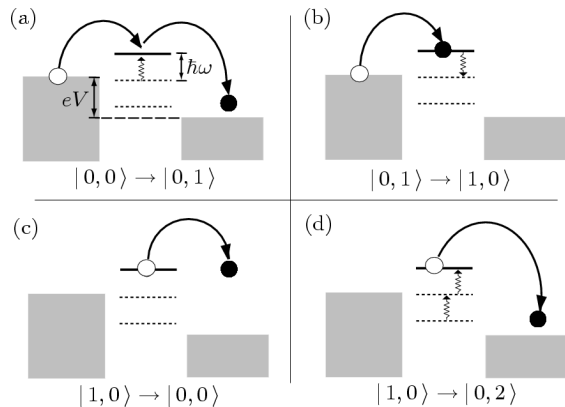 (a)
ħω
eV
| 0, 0 ⟩ → | 0, 1 ⟩
(b)
| 0, 1 ⟩ → | 1, 0 ⟩
(c)
| 1, 0 ⟩ → | 0, 0 ⟩
(d)
| 1, 0 ⟩ → | 0, 2 ⟩